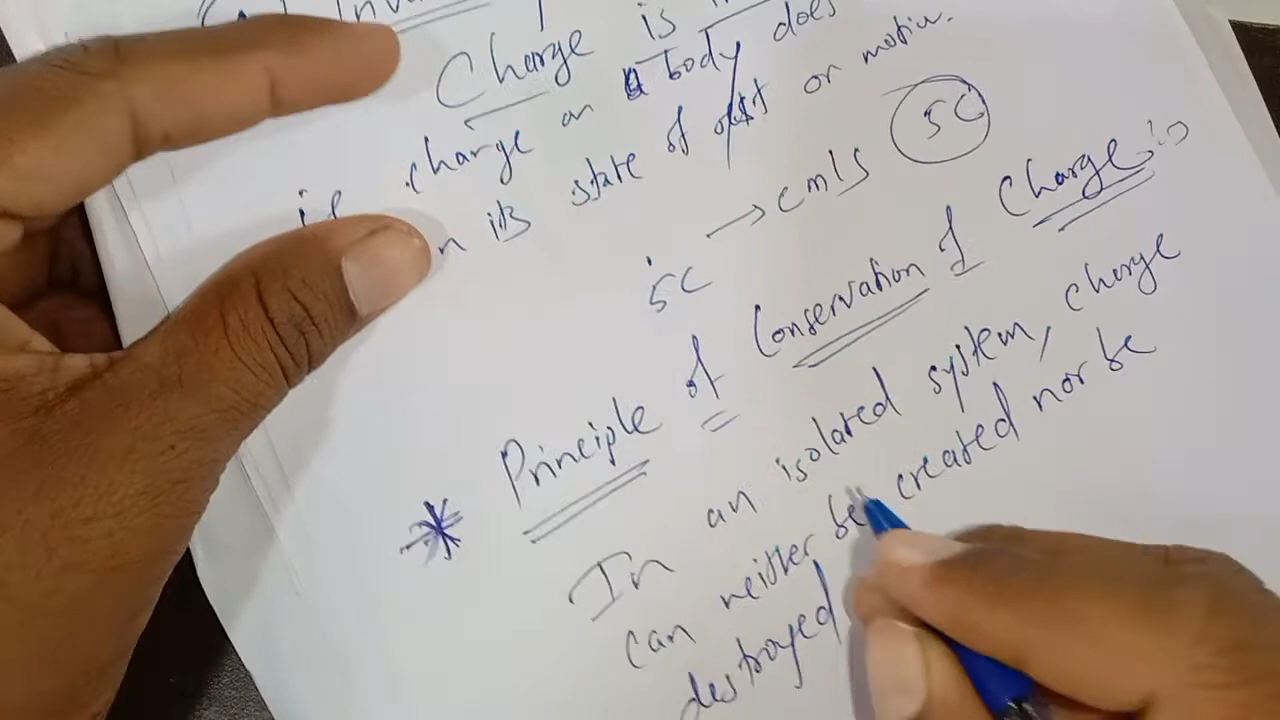 Charge is
charge on a body does
its state of rest or motion.
5C → cm/s 5C
* Principle of Conservation of Charge:
In an isolated system, charge
can neither be created nor be
destroyed